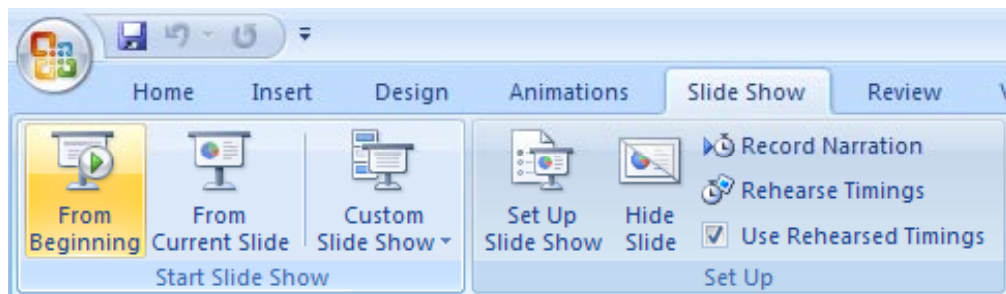 Home Insert Design Animations Slide Show Review
From Beginning
From Current Slide
Custom Slide Show
Set Up Slide Show
Hide Slide
Record Narration
Rehearse Timings
Use Rehearsed Timings
Start Slide Show
Set Up